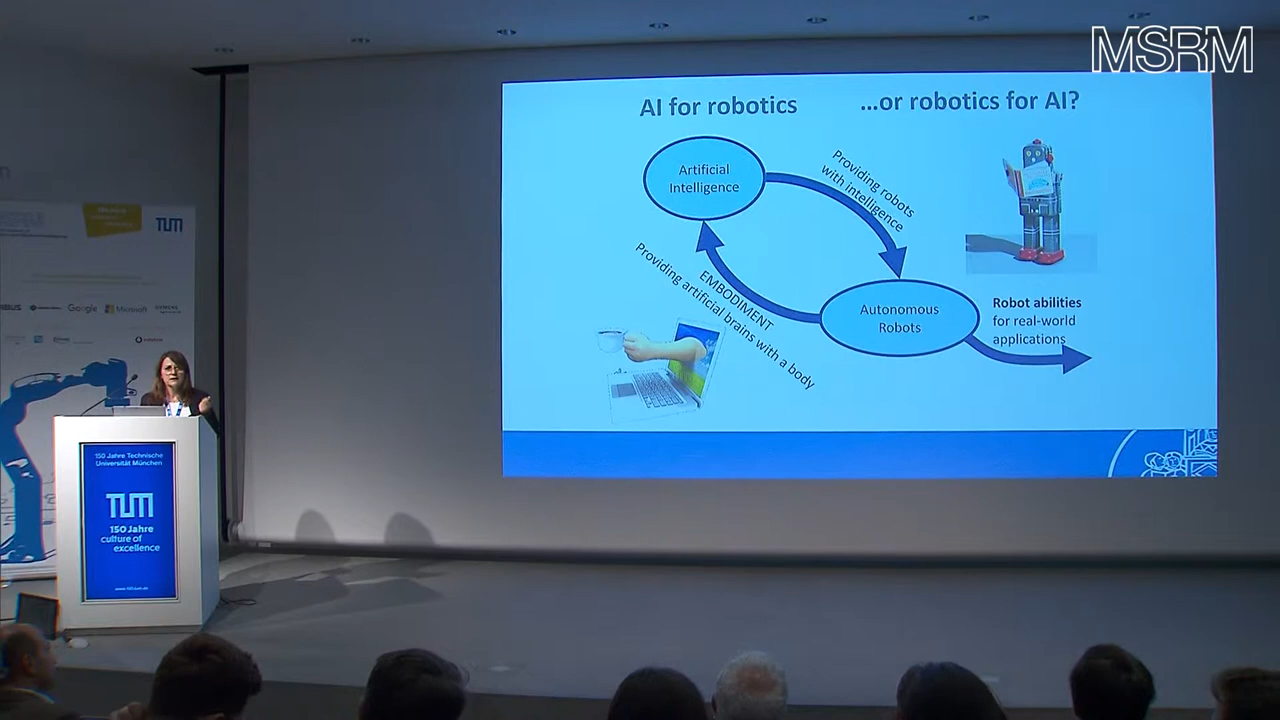 MSRM
AI for robotics
...or robotics for AI?
Artificial
Intelligence
Providing robots
with intelligence
EMBODIMENT
Providing artificial brains with a body
Autonomous
Robots
Robot abilities
for real-world
applications
TUM
Google
Microsoft
150 Jahre Technische
Universität München
TUM
150 Jahre
culture of
excellence